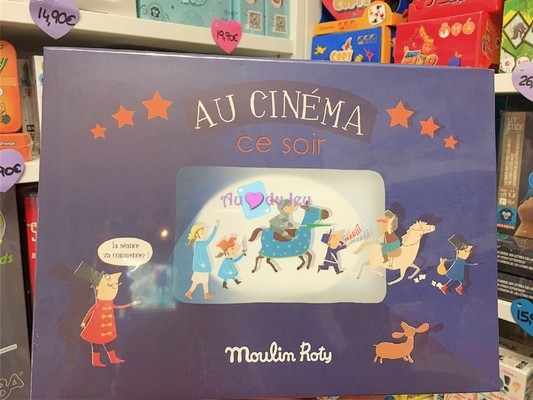 14,90€
19,90€
AU CINÉMA
ce soir
Au du Jeu
la séance
va commencer!
Moulin Roty